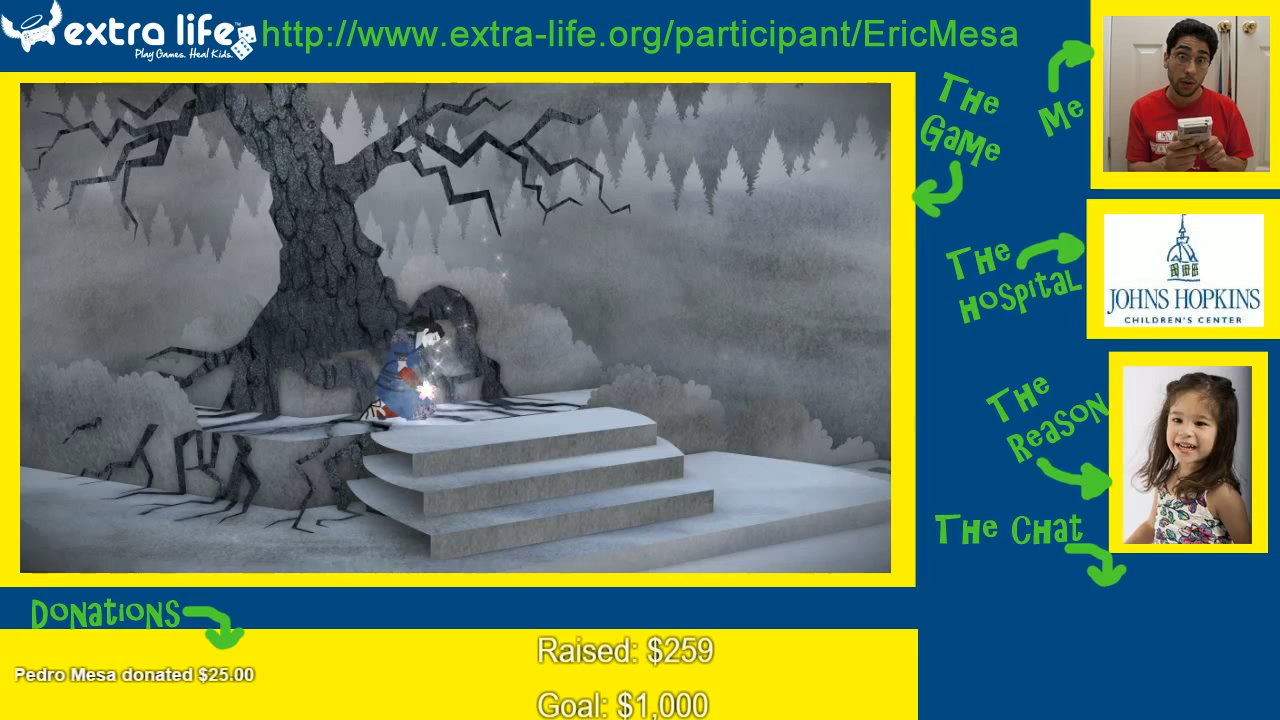 extra life
Play Games. Heal Kids.
http://www.extra-life.org/participant/EricMesa
The
Game
Me
The
Hospital
JOHNS HOPKINS
CHILDREN'S CENTER
The
Reason
The Chat
Donations
Pedro Mesa donated $25.00
Raised: $259
Goal: $1,000